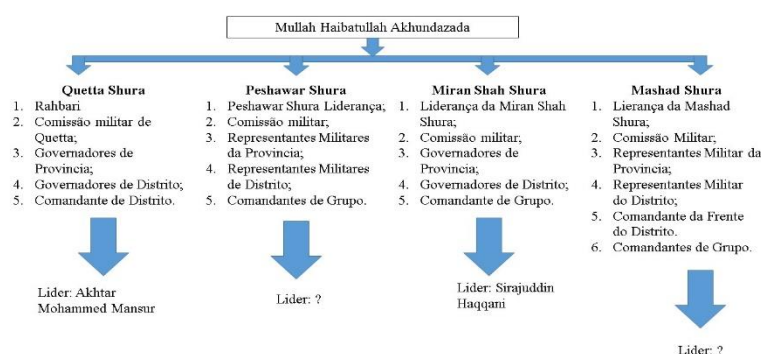 Mullah Haibatullah Akhundazada
Quetta Shura
1. Rahbari
2. Comissão militar de
Quetta;
3. Governadores de
Provincia;
4. Governadores de Distrito;
5. Comandante de Distrito.
Lider: Akhtar
Mohammed Mansur
Peshawar Shura
1. Peshawar Shura Liderança;
2. Comissão militar;
3. Representantes Militares
da Provincia;
4. Representantes Militares
de Distrito;
5. Comandantes de Grupo.
Lider: ?
Miran Shah Shura
1. Liderança da Miran Shah
Shura;
2. Comissão militar;
3. Governadores de
Provincia;
4. Governadores de Distrito;
5. Comandante de Grupo.
Lider: Sirajuddin
Haqqani
Mashad Shura
1. Lierança da Mashad
Shura;
2. Comissão Militar;
3. Representantes Militar da
Provincia;
4. Representantes Militar
do Distrito;
5. Comandante da Frente
do Distrito.
6. Comandantes de Grupo.
Lider: ?